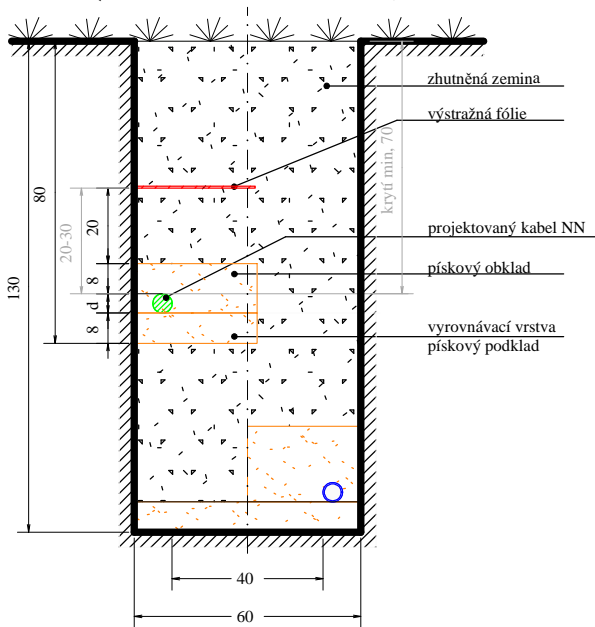 zhutněná zemina
výstražná fólie
krytí min, 70
80
20-30
20
projektovaný kabel NN
pískový obklad
8
130
d
8
vyrovnávací vrstva
pískový podklad
40
60